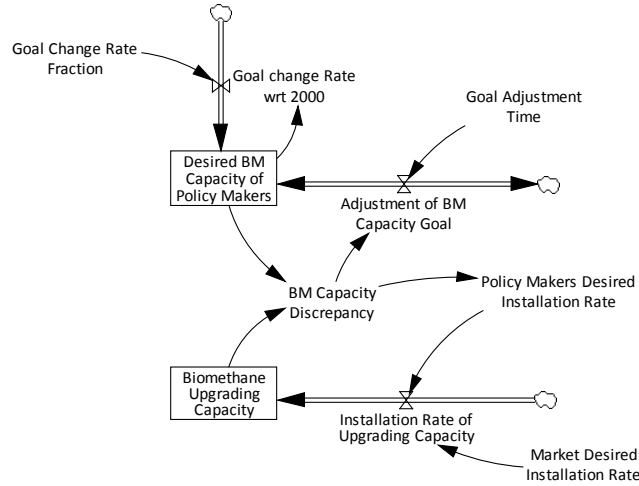 Goal Change Rate
Fraction
Goal change Rate
wrt 2000
Goal Adjustment
Time
Desired BM
Capacity of
Policy Makers
Adjustment of BM
Capacity Goal
BM Capacity
Discrepancy
Policy Makers Desired
Installation Rate
Biomethane
Upgrading
Capacity
Installation Rate of
Upgrading Capacity
Market Desired
Installation Rate